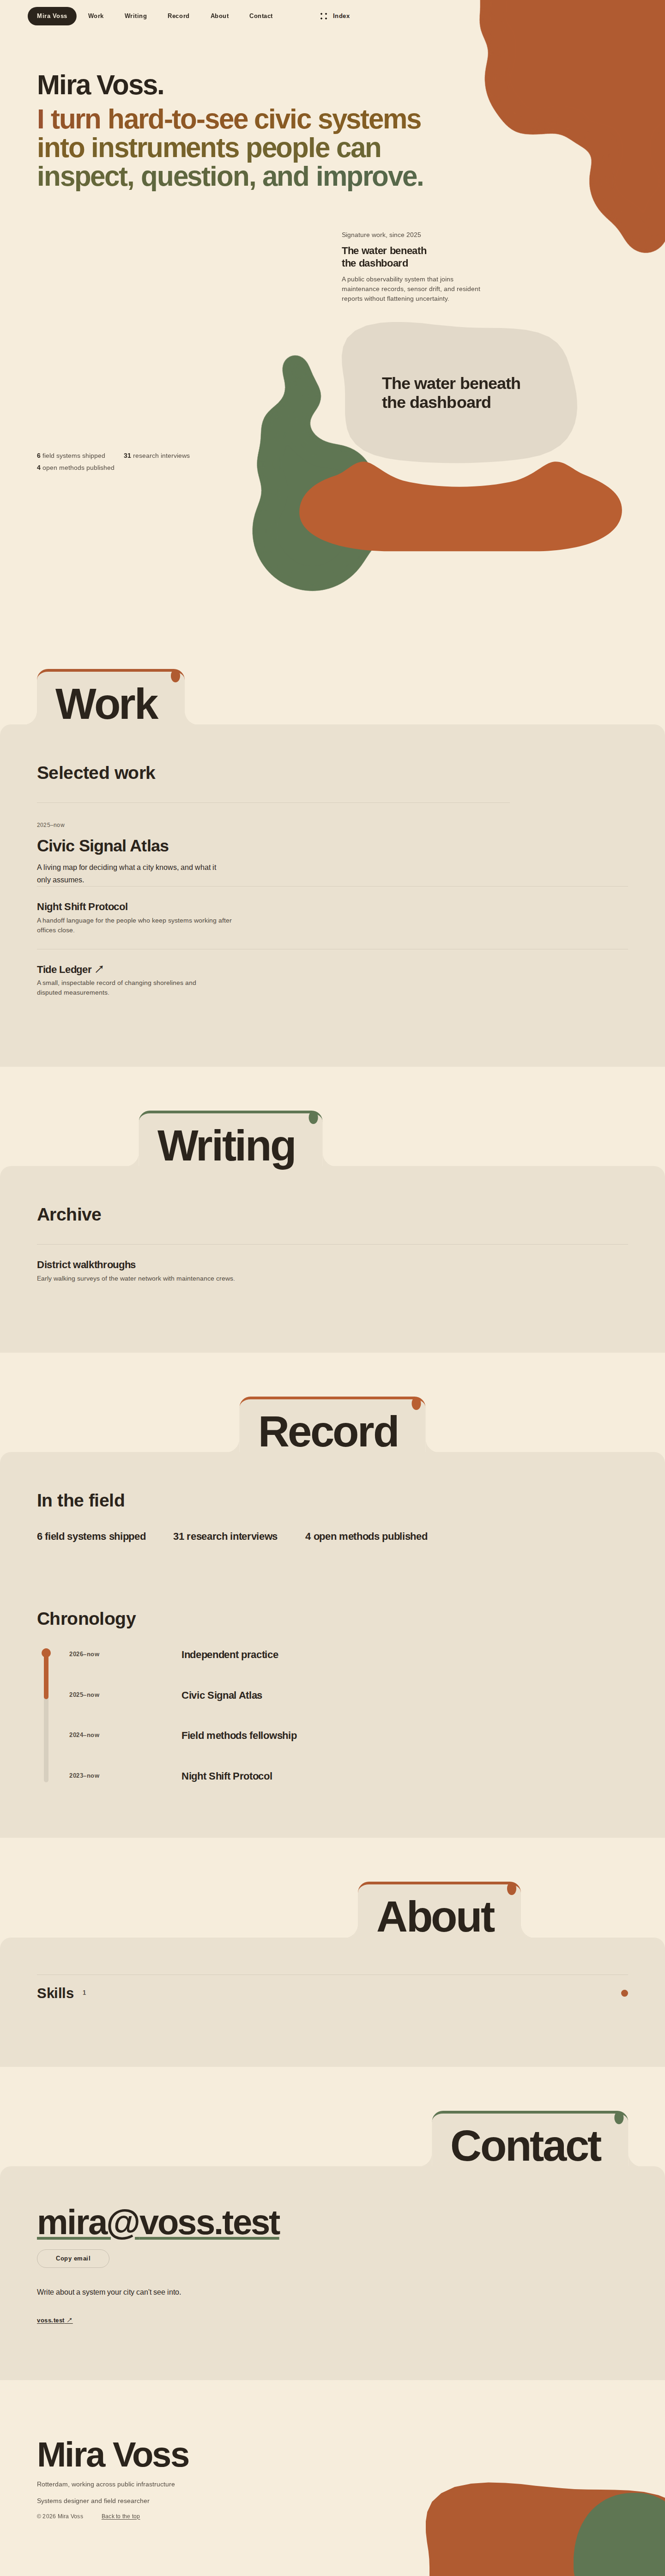 Mira Voss
Work
Writing
Record
About
Contact
Index
Mira Voss.
I turn hard-to-see civic systems
into instruments people can
inspect, question, and improve.
Signature work, since 2025
The water beneath
the dashboard
A public observability system that joins
maintenance records, sensor drift, and resident
reports without flattening uncertainty.
The water beneath
the dashboard
6 field systems shipped 31 research interviews
4 open methods published
Work
Selected work
2025–now
Civic Signal Atlas
A living map for deciding what a city knows, and what it
only assumes.
Night Shift Protocol
A handoff language for the people who keep systems working after
offices close.
Tide Ledger ↗
A small, inspectable record of changing shorelines and
disputed measurements.
Writing
Archive
District walkthroughs
Early walking surveys of the water network with maintenance crews.
Record
In the field
6 field systems shipped 31 research interviews 4 open methods published
Chronology
2026–now Independent practice
2025–now Civic Signal Atlas
2024–now Field methods fellowship
2023–now Night Shift Protocol
About
Skills 1
Contact
mira@voss.test
Copy email
Write about a system your city can't see into.
voss.test ↗
Mira Voss
Rotterdam, working across public infrastructure
Systems designer and field researcher
© 2026 Mira Voss Back to the top